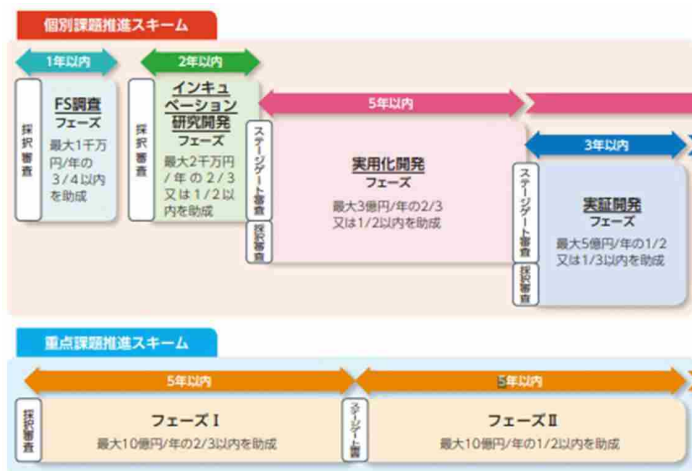 個別課題推進スキーム
1年以内
2年以内
5年以内
3年以内
採択審査
FS調査
フェーズ
最大1千万
円/年の
3/4以内
を助成
採択審査
インキュ
ベーション
研究開発
フェーズ
最大2千万円
/年の2/3
又は1/2以
内を助成
ステージゲート審査
採択審査
実用化開発
フェーズ
最大3億円/年の2/3
又は1/2以内を助成
ステージゲート審査
採択審査
実証開発
フェーズ
最大5億円/年の1/2
又は1/3以内を助成
重点課題推進スキーム
5年以内
5年以内
採択審査
フェーズⅠ
最大10億円/年の2/3以内を助成
ステージゲート審査
フェーズⅡ
最大10億円/年の1/2以内を助成